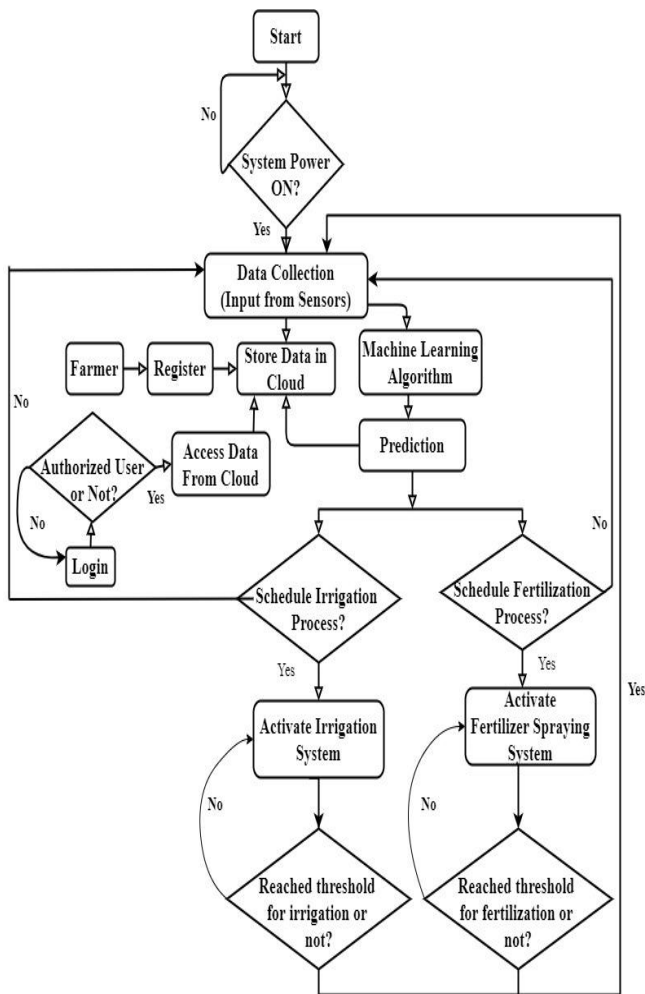 Start
No
System Power
ON?
Yes
Data Collection
(Input from Sensors)
Farmer
Register
Store Data in
Cloud
Machine Learning
Algorithm
No
Authorized User
or Not?
Yes
Access Data
From Cloud
Prediction
No
Login
No
Schedule Irrigation
Process?
Schedule Fertilization
Process?
Yes
Yes
Yes
Activate Irrigation
System
Activate
Fertilizer Spraying
System
No
No
Reached threshold
for irrigation or
not?
Reached threshold
for fertilization or
not?